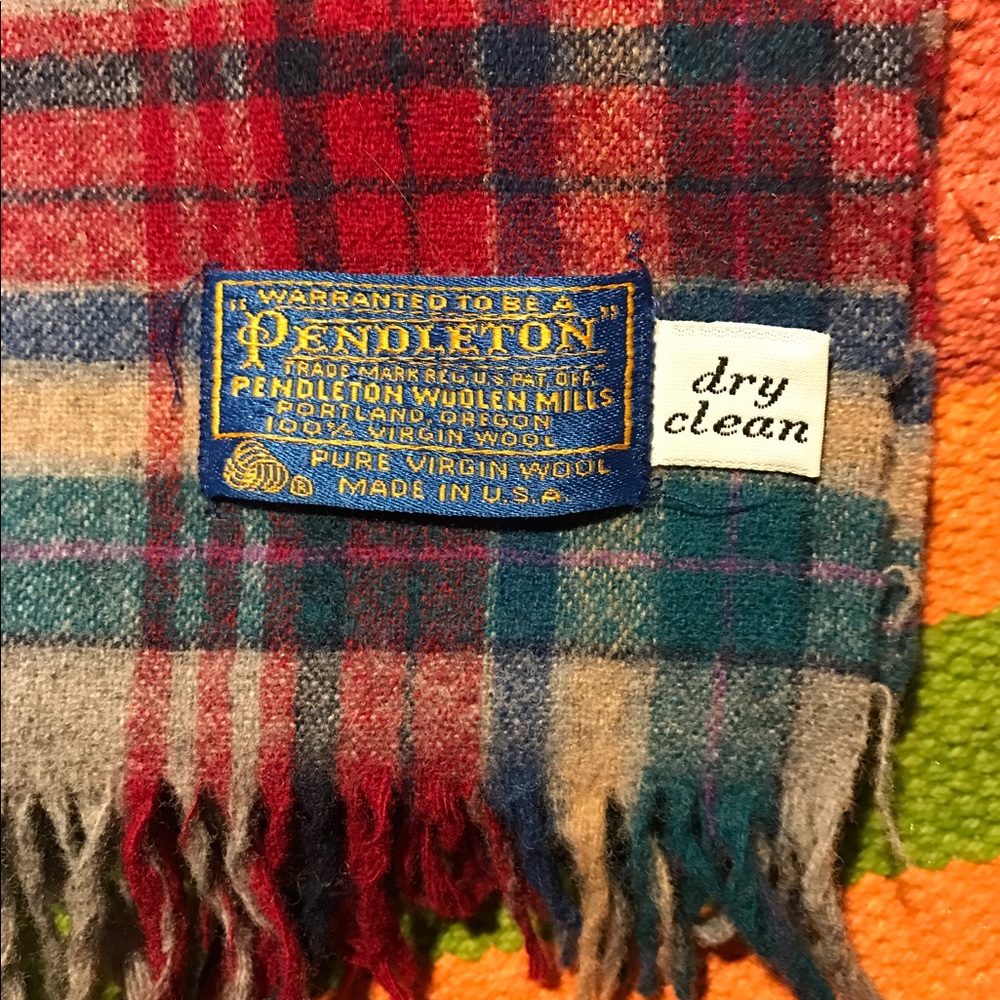 WARRANTED TO BE A
"PENDLETON"
TRADE MARK REG. U.S. PAT. OFF.
PENDLETON WOOLEN MILLS
PORTLAND, OREGON
100% VIRGIN WOOL
PURE VIRGIN WOOL
® MADE IN U.S.A.
dry
clean